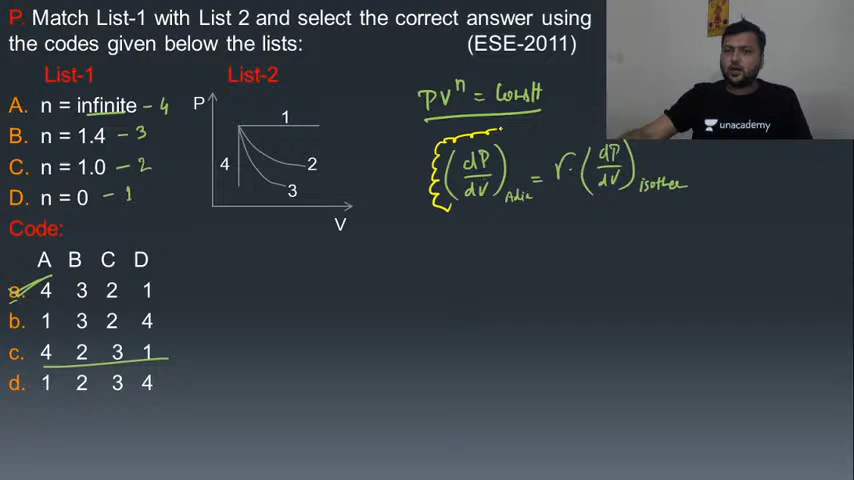 P. Match List-1 with List 2 and select the correct answer using
the codes given below the lists: (ESE-2011)
List-1 List-2
A. n = infinite – 4
B. n = 1.4 – 3
C. n = 1.0 – 2
D. n = 0 – 1
P
1
2
3
4
V
Code:
A B C D
a. 4 3 2 1
b. 1 3 2 4
c. 4 2 3 1
d. 1 2 3 4
PVⁿ = Const
(dP/dV) Adia = r · (dP/dV) isother
unacademy